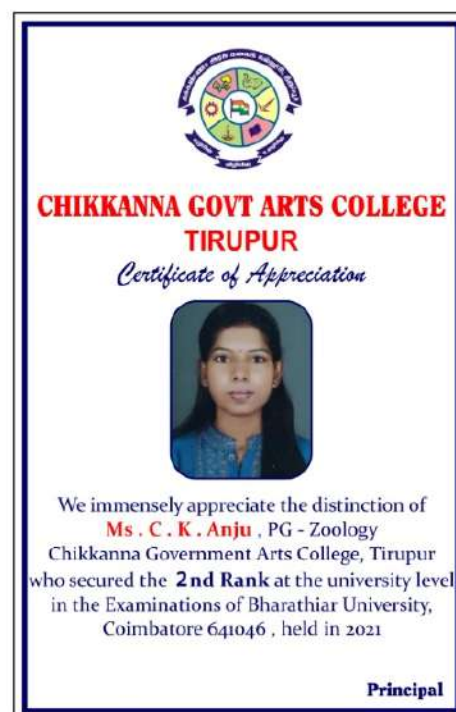 CHIKKANNA GOVT ARTS COLLEGE
TIRUPUR
Certificate of Appreciation
We immensely appreciate the distinction of
Ms . C . K . Anju , PG - Zoology
Chikkanna Government Arts College, Tirupur
who secured the 2nd Rank at the university level
in the Examinations of Bharathiar University,
Coimbatore 641046 , held in 2021
Principal